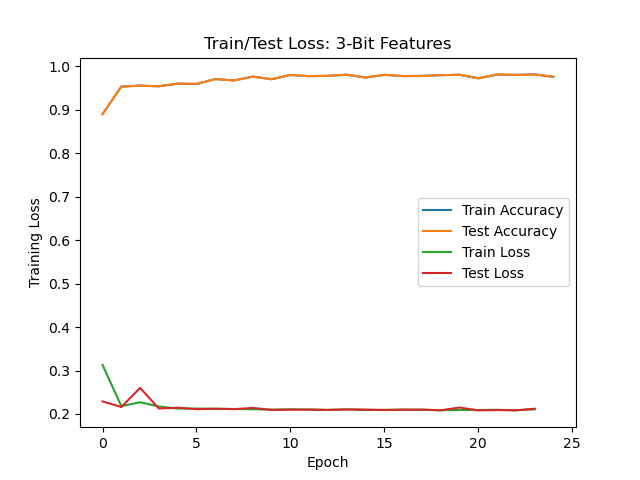 Train/Test Loss: 3-Bit Features
1.0
0.9
0.8
0.7
0.6
0.5
0.4
0.3
0.2
Training Loss
Train Accuracy
Test Accuracy
Train Loss
Test Loss
0
5
10
15
20
25
Epoch